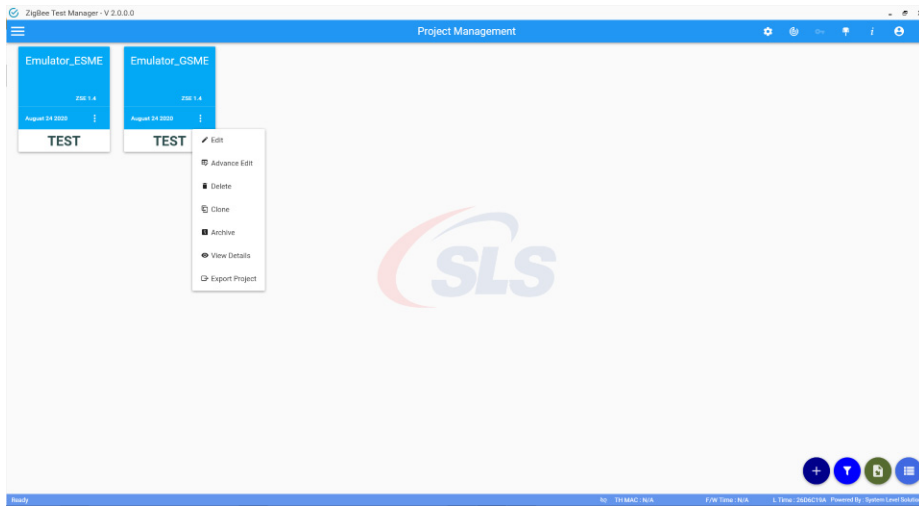 ZigBee Test Manager - V 2.0.0.0
Project Management
Emulator_ESME
ZSE 1.4
August 24 2020
TEST
Emulator_GSME
ZSE 1.4
August 24 2020
TEST
Edit
Advance Edit
Delete
Clone
Archive
View Details
Export Project
SLS
Ready
TH MAC : N/A
F/W Time : N/A
L Time : 26D6C19A
Powered By : System Level Solutio